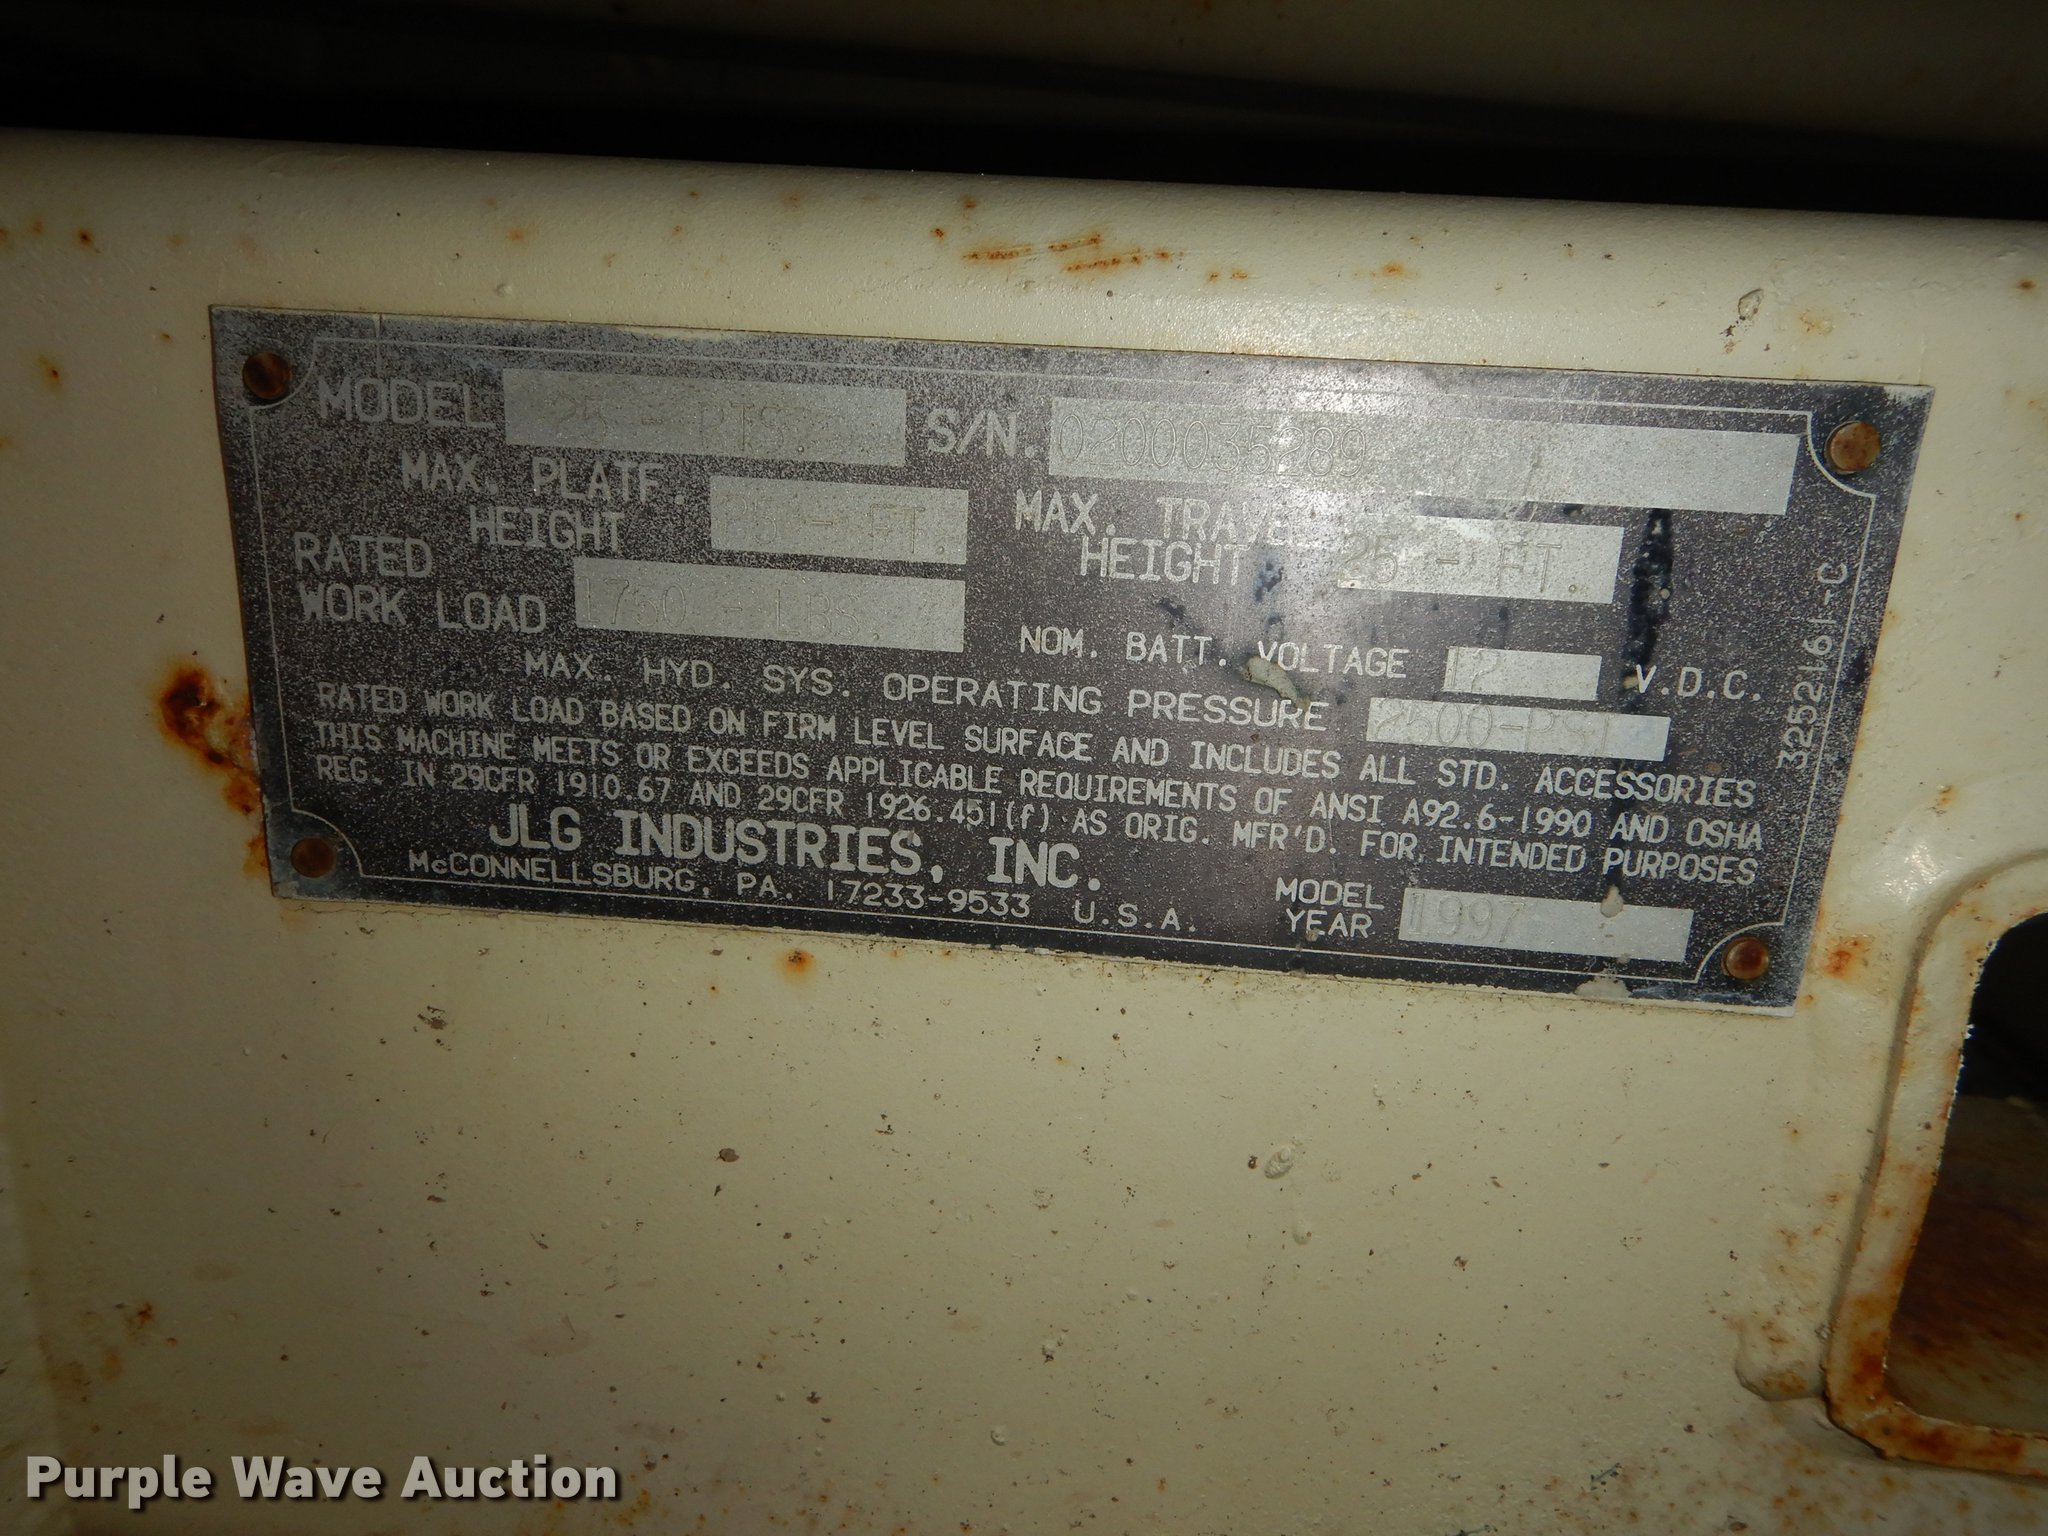 MODEL 25 - RTS S/N. 0200035289
MAX. PLATF. HEIGHT 25 - FT. MAX. TRAVEL HEIGHT 25 - FT.
RATED WORK LOAD 1750 - LBS. NOM. BATT. VOLTAGE 12 V.D.C.
MAX. HYD. SYS. OPERATING PRESSURE 2500-PSI
RATED WORK LOAD BASED ON FIRM LEVEL SURFACE AND INCLUDES ALL STD. ACCESSORIES
THIS MACHINE MEETS OR EXCEEDS APPLICABLE REQUIREMENTS OF ANSI A92.6-1990 AND OSHA
REG. IN 29CFR 1910.67 AND 29CFR 1926.451(f) AS ORIG. MFR'D. FOR INTENDED PURPOSES
JLG INDUSTRIES, INC.
McCONNELLSBURG, PA. 17233-9533 U.S.A.
MODEL YEAR 1997
3252161-C
Purple Wave Auction